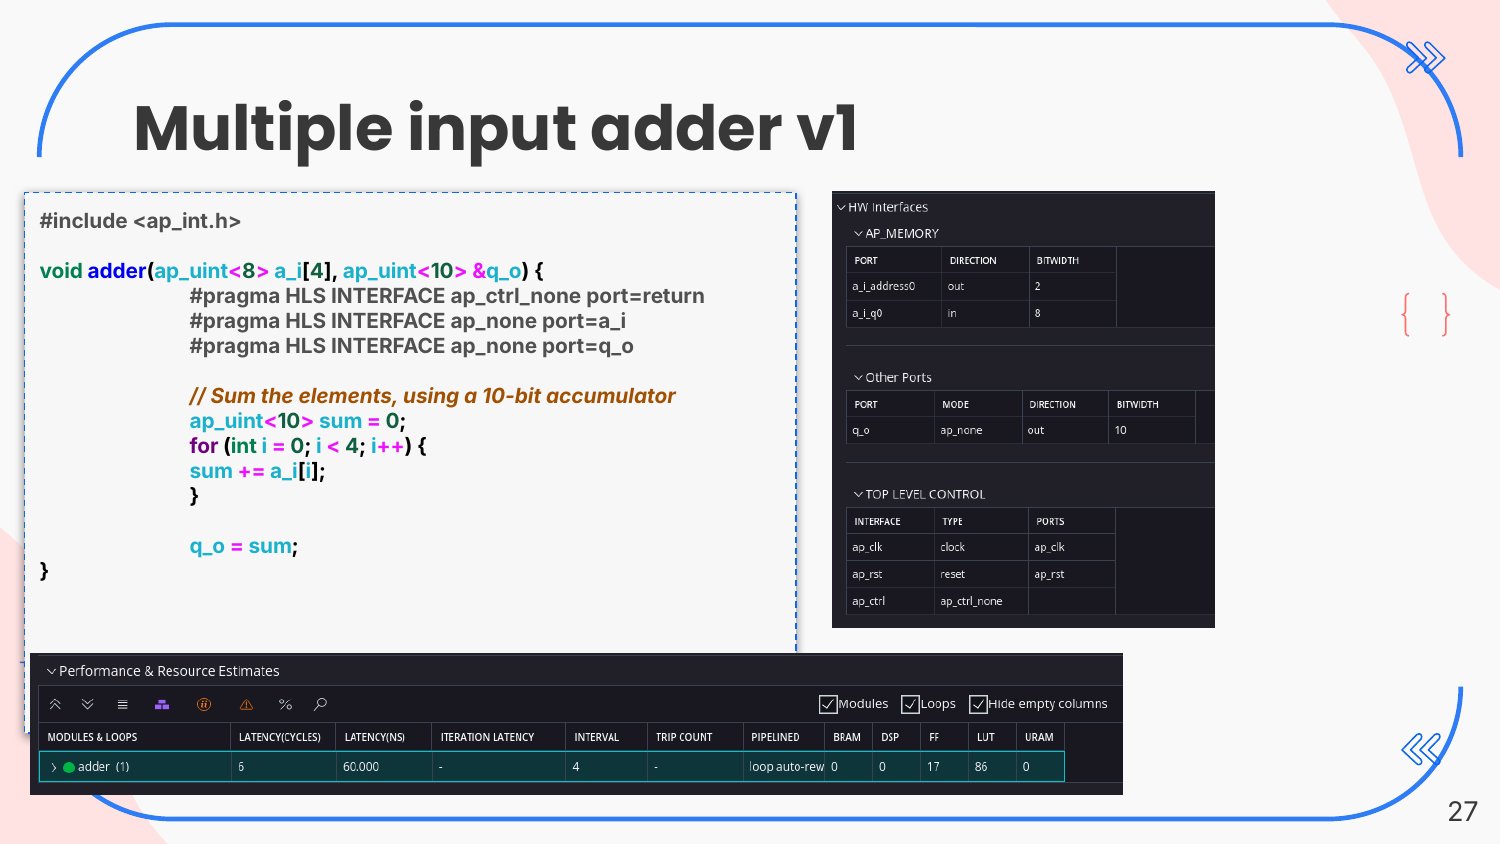 Multiple input adder v1
#include <ap_int.h>
void adder(ap_uint<8> a_i[4], ap_uint<10> &q_o) {
#pragma HLS INTERFACE ap_ctrl_none port=return
#pragma HLS INTERFACE ap_none port=a_i
#pragma HLS INTERFACE ap_none port=q_o
// Sum the elements, using a 10-bit accumulator
ap_uint<10> sum = 0;
for (int i = 0; i < 4; i++) {
sum += a_i[i];
}
q_o = sum;
}
HW Interfaces
AP_MEMORY
PORT DIRECTION BITWIDTH
a_i_address0 out 2
a_i_q0 in 8
Other Ports
PORT MODE DIRECTION BITWIDTH
q_o ap_none out 10
TOP LEVEL CONTROL
INTERFACE TYPE PORTS
ap_clk clock ap_clk
ap_rst reset ap_rst
ap_ctrl ap_ctrl_none
{ }
Performance & Resource Estimates
% Modules Loops Hide empty columns
MODULES & LOOPS LATENCY(CYCLES) LATENCY(NS) ITERATION LATENCY INTERVAL TRIP COUNT PIPELINED BRAM DSP FF LUT URAM
adder (1) 6 60.000 - 4 - loop auto-rew 0 0 17 86 0
27